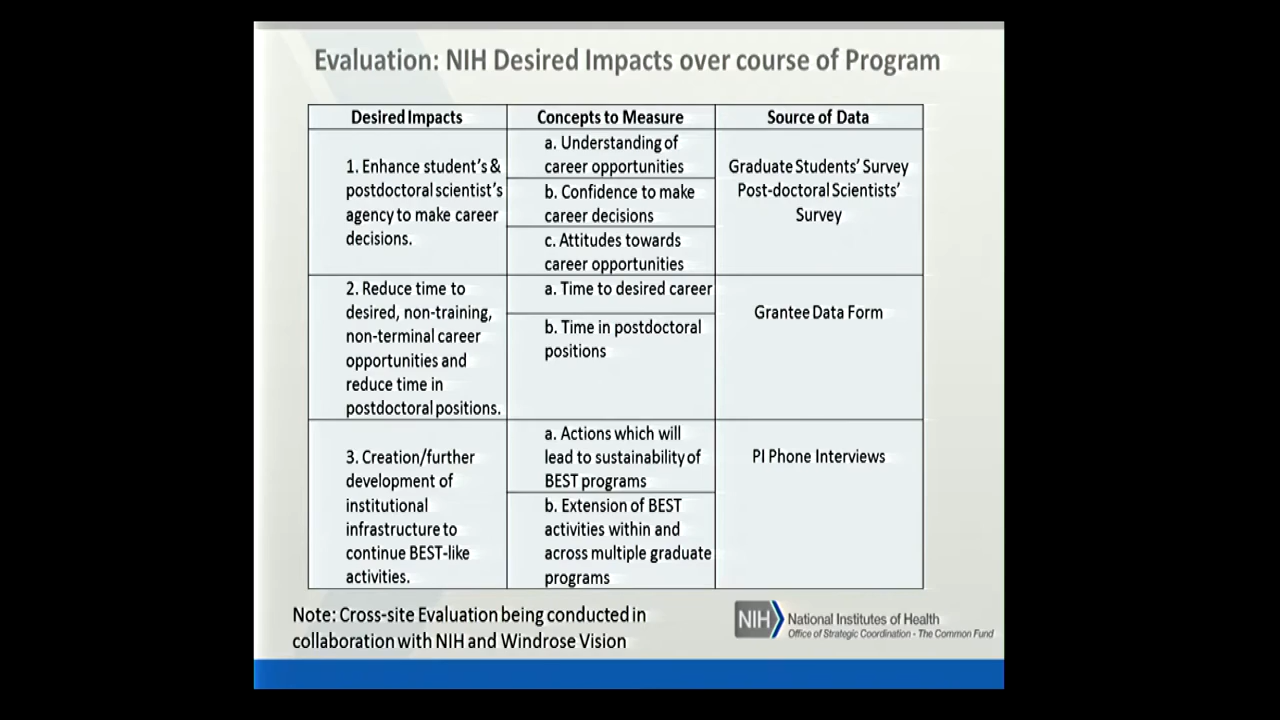 Evaluation: NIH Desired Impacts over course of Program
Desired Impacts
Concepts to Measure
Source of Data
1. Enhance student's &
postdoctoral scientist's
agency to make career
decisions.
a. Understanding of
career opportunities
b. Confidence to make
career decisions
c. Attitudes towards
career opportunities
Graduate Students' Survey
Post-doctoral Scientists'
Survey
2. Reduce time to
desired, non-training,
non-terminal career
opportunities and
reduce time in
postdoctoral positions.
a. Time to desired career
b. Time in postdoctoral
positions
Grantee Data Form
3. Creation/further
development of
institutional
infrastructure to
continue BEST-like
activities.
a. Actions which will
lead to sustainability of
BEST programs
b. Extension of BEST
activities within and
across multiple graduate
programs
PI Phone Interviews
Note: Cross-site Evaluation being conducted in
collaboration with NIH and Windrose Vision
NIH
National Institutes of Health
Office of Strategic Coordination - The Common Fund